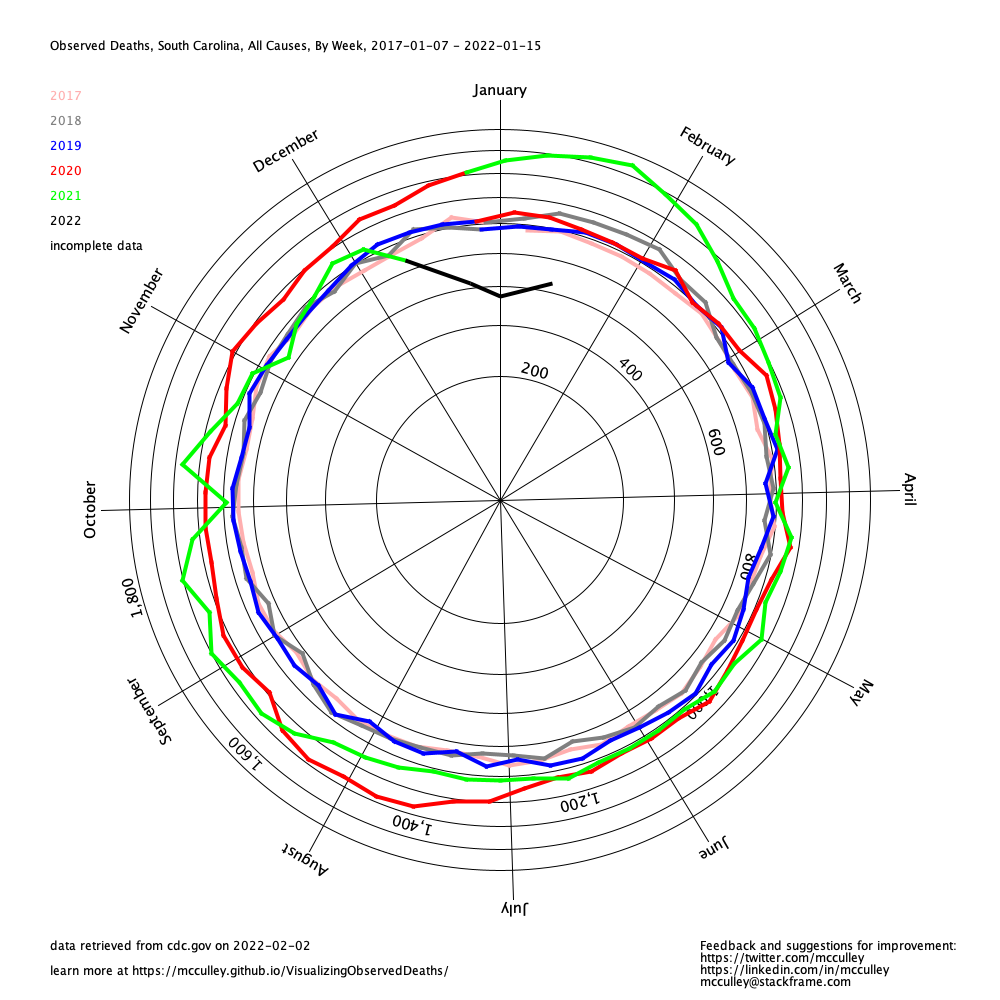 Observed Deaths, South Carolina, All Causes, By Week, 2017-01-07 - 2022-01-15
January
2017
2018
2019
2020
2021
2022
incomplete data
December
February
November
March
200
400
600
October
April
800
1,800
1,000
May
September
1,600
1,200
1,400
June
August
July
data retrieved from cdc.gov on 2022-02-02
learn more at https://mcculley.github.io/VisualizingObservedDeaths/
Feedback and suggestions for improvement:
https://twitter.com/mcculley
https://linkedin.com/in/mcculley
mcculley@stackframe.com